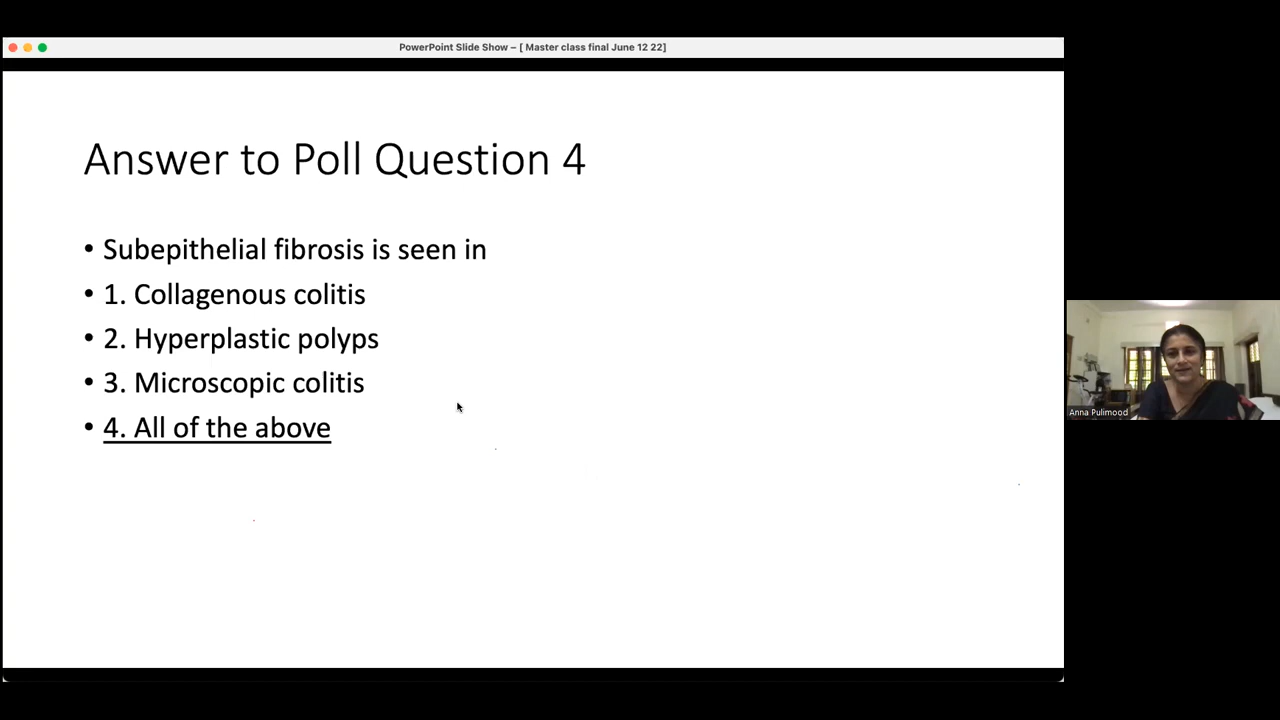 PowerPoint Slide Show – [ Master class final June 12 22]
Answer to Poll Question 4
• Subepithelial fibrosis is seen in
• 1. Collagenous colitis
• 2. Hyperplastic polyps
• 3. Microscopic colitis
• 4. All of the above
Anna Pulimood